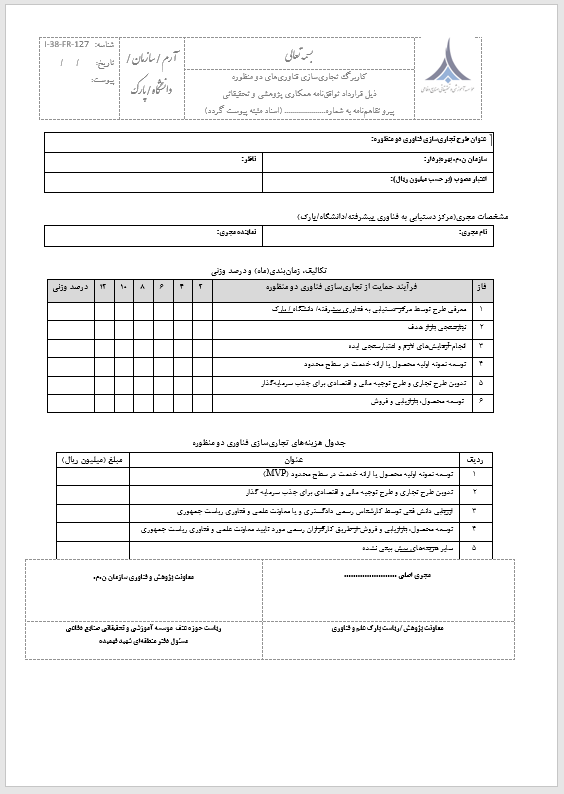 بسمه تعالی
کاربرگ تجاری‌سازی فناوری‌های دو منظوره
ذیل قرارداد توافق‌نامه همکاری پژوهشی و تحقیقاتی
پیرو تفاهم‌نامه به شماره.................... (اسناد مثبته پیوست گردد)
آرم / سازمان /
دانشگاه / پارک
شناسه: I-38-FR-127
تاریخ: / /
پیوست:
عنوان طرح تجاری‌سازی فناوری دو منظوره:
سازمان ن.م. بهره‌بردار: ناظر:
اعتبار مصوب (بر حسب میلیون ریال):
مشخصات مجری(مرکز دستیابی به فناوری پیشرفته/دانشگاه/پارک)
نام مجری: نماینده مجری:
تکالیف، زمان‌بندی(ماه) و درصد وزنی
فاز فرآیند حمایت از تجاری‌سازی فناوری دو منظوره ۲ ۴ ۶ ۸ ۱۰ ۱۲ درصد وزنی
۱ معرفی طرح توسط مرکز دستیابی به فناوری پیشرفته/ دانشگاه / پارک
۲ نیازسنجی بازار هدف
۳ انجام آزمایش‌های لازم و اعتبارسنجی ایده
۴ توسعه نمونه اولیه محصول یا ارائه خدمت در سطح محدود
۵ تدوین طرح تجاری و طرح توجیه مالی و اقتصادی برای جذب سرمایه‌گذار
۶ توسعه محصول، بازاریابی و فروش
جدول هزینه‌های تجاری‌سازی فناوری دو منظوره
ردیف عنوان مبلغ (میلیون ریال)
۱ توسعه نمونه اولیه محصول یا ارائه خدمت در سطح محدود (MVP)
۲ تدوین طرح تجاری و طرح توجیه مالی و اقتصادی برای جذب سرمایه گذار
۳ ارزیابی دانش فنی توسط کارشناس رسمی دادگستری و یا معاونت علمی و فناوری ریاست جمهوری
۴ توسعه محصول، بازاریابی و فروش از طریق کارگزاران رسمی مورد تایید معاونت علمی و فناوری ریاست جمهوری
۵ سایر هزینه‌های پیش بینی نشده
مجری اصلی ....................... معاونت پژوهش و فناوری سازمان ن.م.
معاونت پژوهش /ریاست پارک علم و فناوری ریاست حوزه عتف موسسه آموزشی و تحقیقاتی صنایع دفاعی
مسئول دفتر منطقه‌ای شهید فهمیده